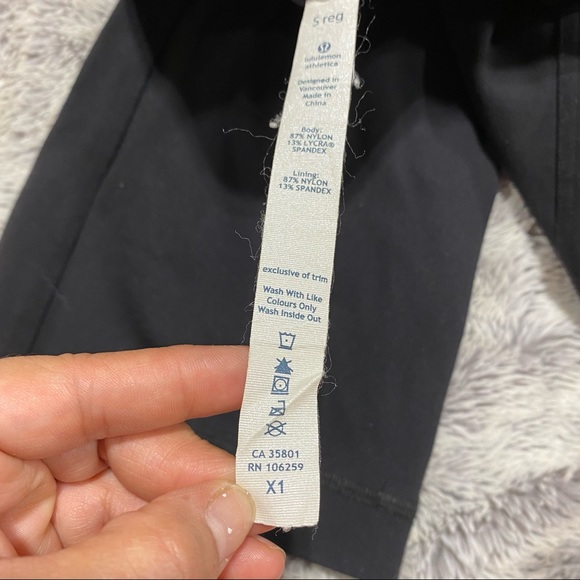 S reg
lululemon
athletica
Designed in
Vancouver
Made in
China
Body:
87% NYLON
13% LYCRA®
SPANDEX
Lining:
87% NYLON
13% SPANDEX
exclusive of trim
Wash With Like
Colours Only
Wash Inside Out
CA 35801
RN 106259
X1